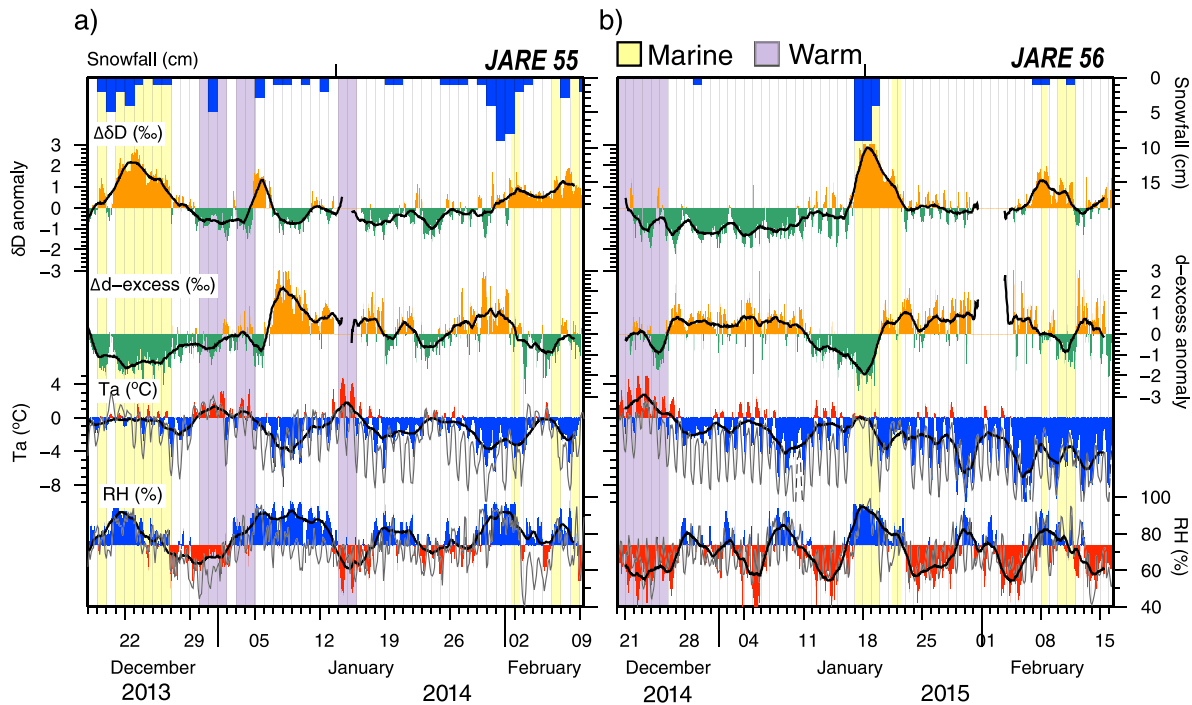 a)
b)
Snowfall (cm)
JARE 55
Marine
Warm
JARE 56
0
5
10
15
Snowfall (cm)
ΔδD (‰)
3
2
1
0
−1
−2
−3
δD anomaly
Δd−excess (‰)
3
2
1
0
−1
−2
−3
d−excess anomaly
Ta (ºC)
4
0
−4
−8
Ta (ºC)
RH (%)
100
80
60
40
RH (%)
22 29 05 12 19 26 02 09
December January February
2013 2014
21 28 04 11 18 25 01 08 15
December January February
2014 2015